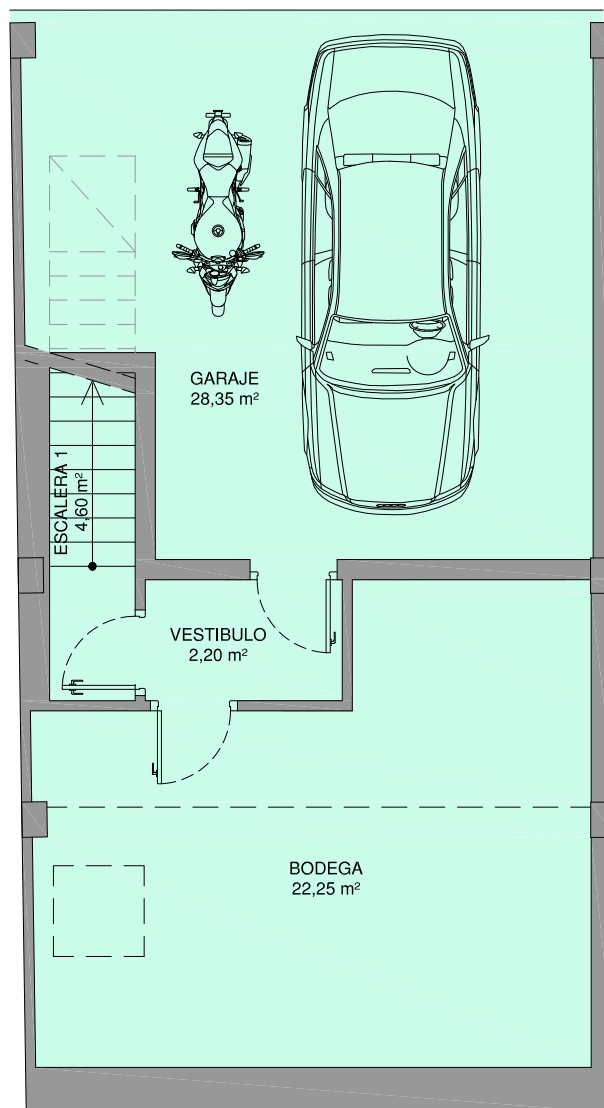 GARAJE
28,35 m²
ESCALERA 1
4,60 m²
VESTIBULO
2,20 m²
BODEGA
22,25 m²